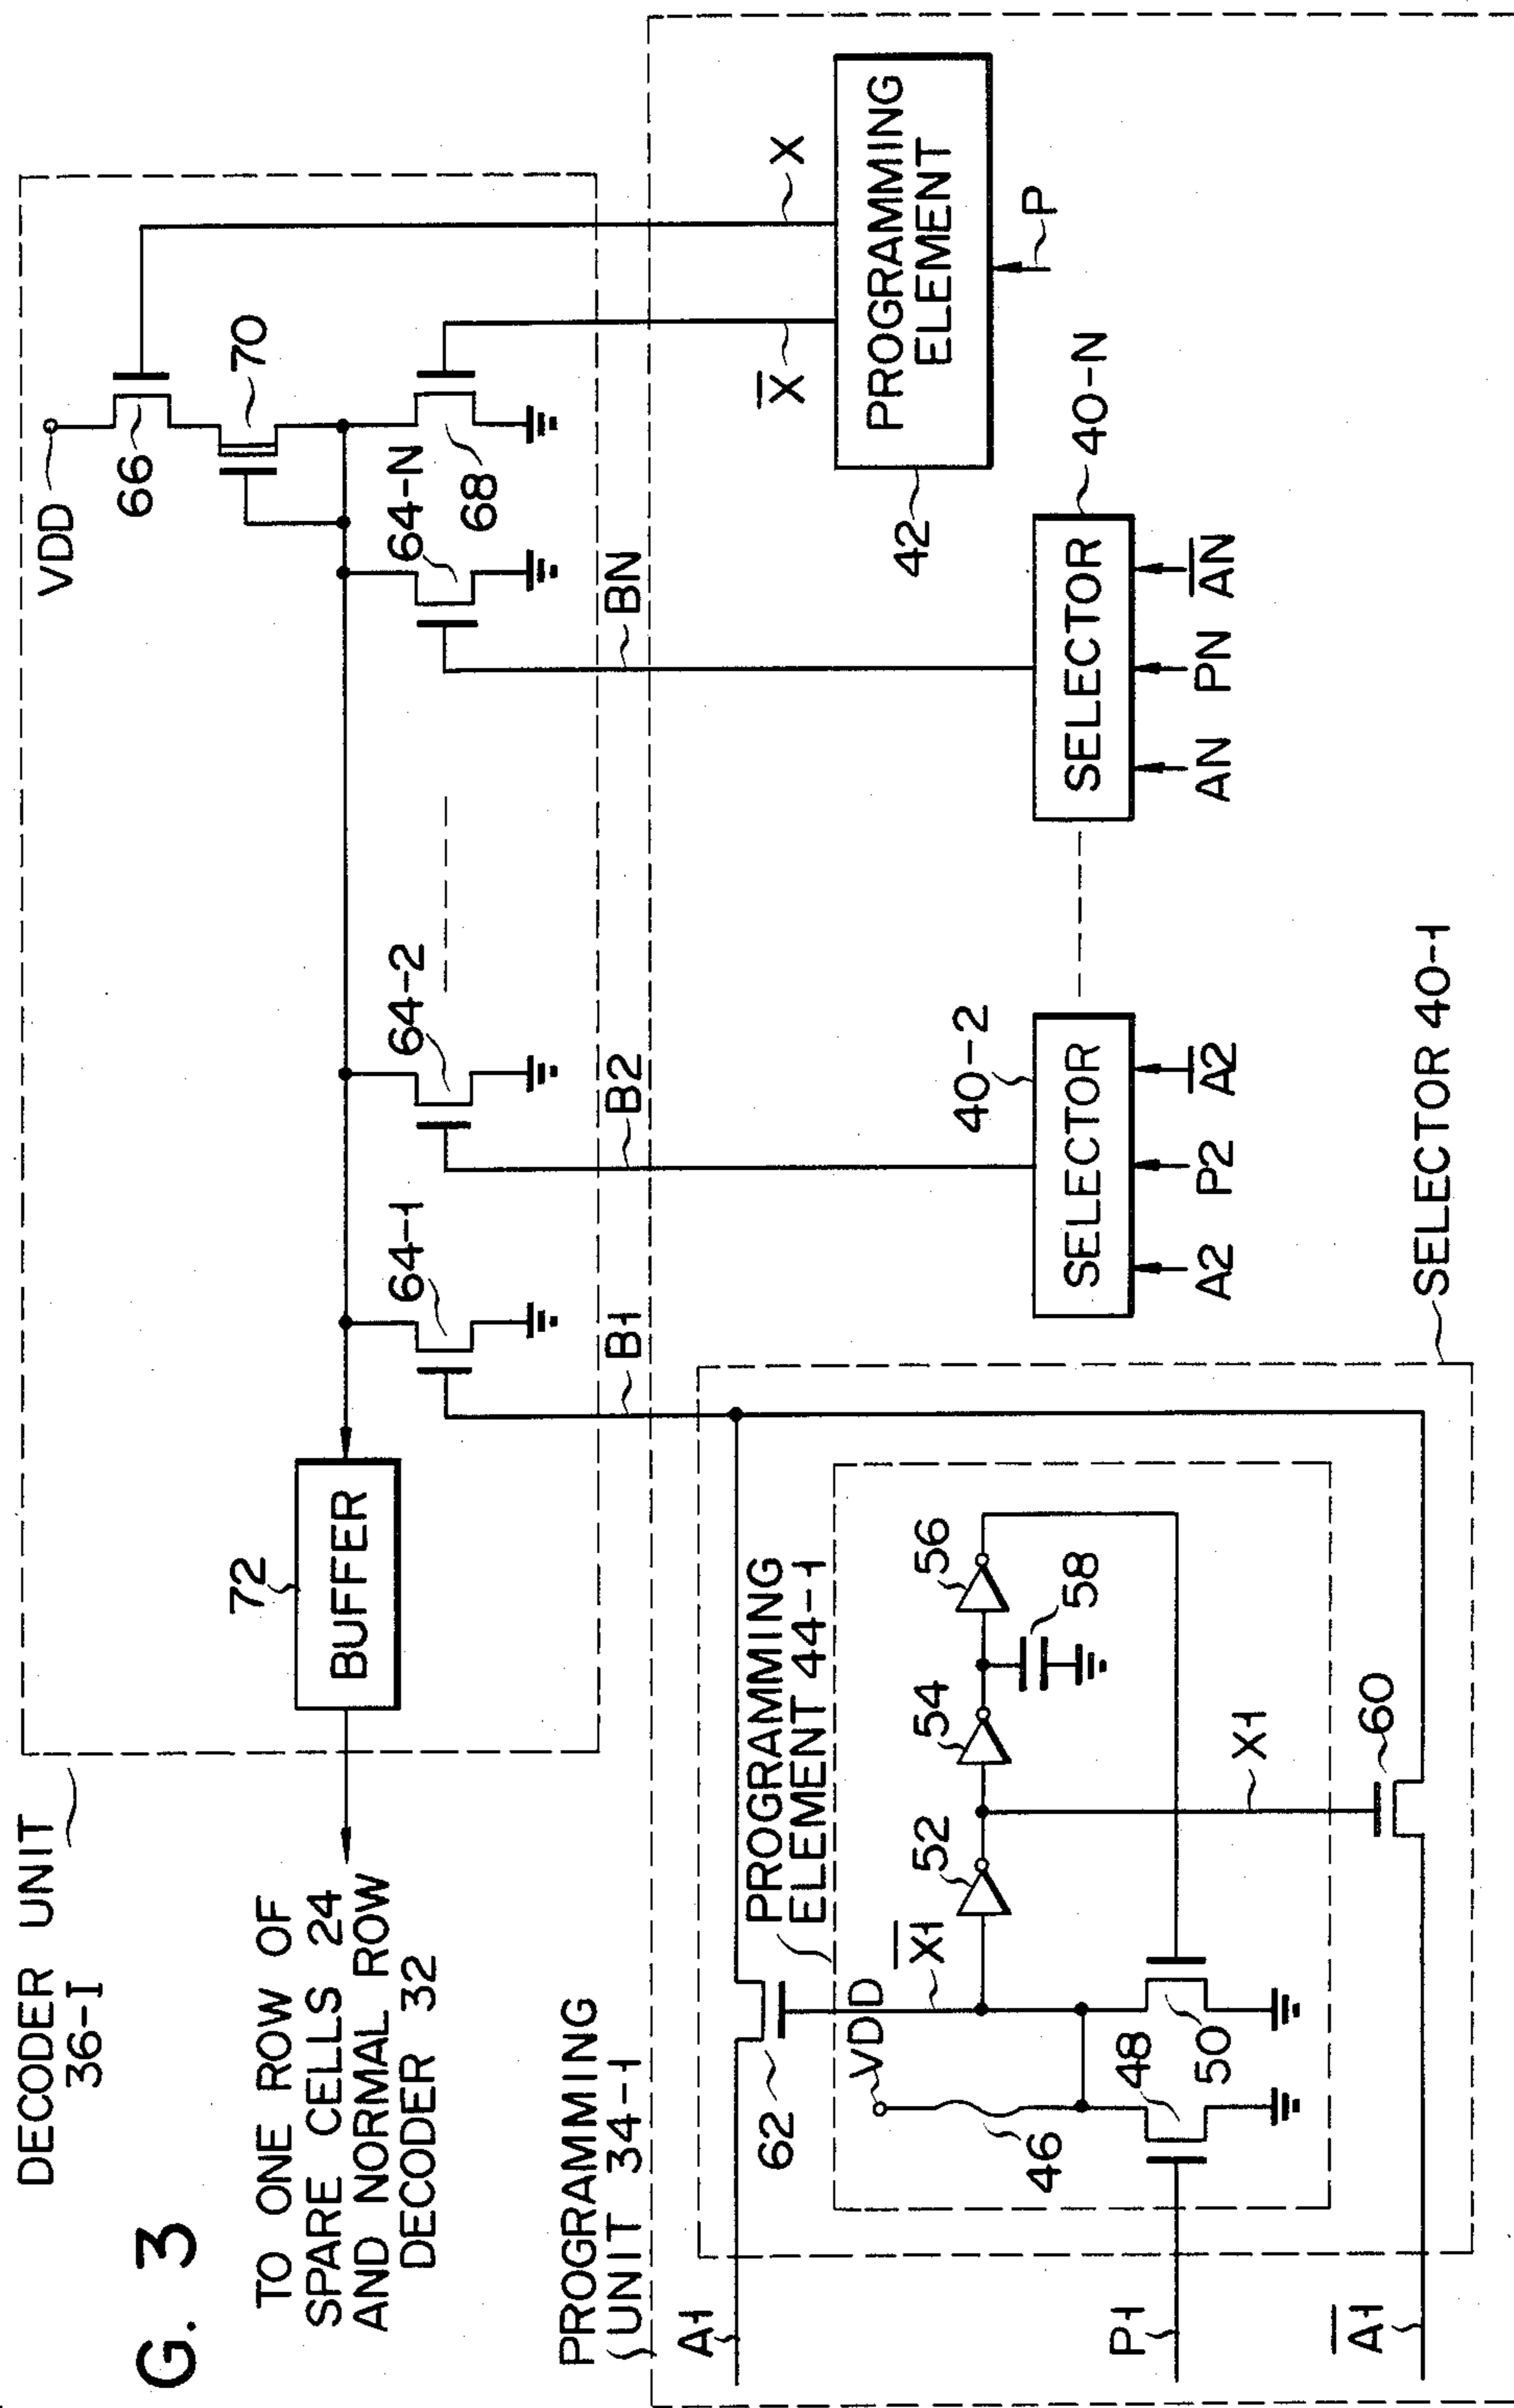 G. 3
DECODER UNIT
36-I
TO ONE ROW OF
SPARE CELLS 24
AND NORMAL ROW
DECODER 32
72
BUFFER
64-1
64-2
64-N
VDD
66
70
68
B1
B2
BN
X̅
X
PROGRAMMING
UNIT 34-1
A1
P1
A̅1̅
62
PROGRAMMING
ELEMENT 44-1
VDD
X̅1̅
46
48
50
52
54
56
58
X1
60
SELECTOR 40-1
40-2
SELECTOR
A2
P2
A̅2̅
40-N
SELECTOR
AN
PN
A̅N̅
42
PROGRAMMING
ELEMENT
P